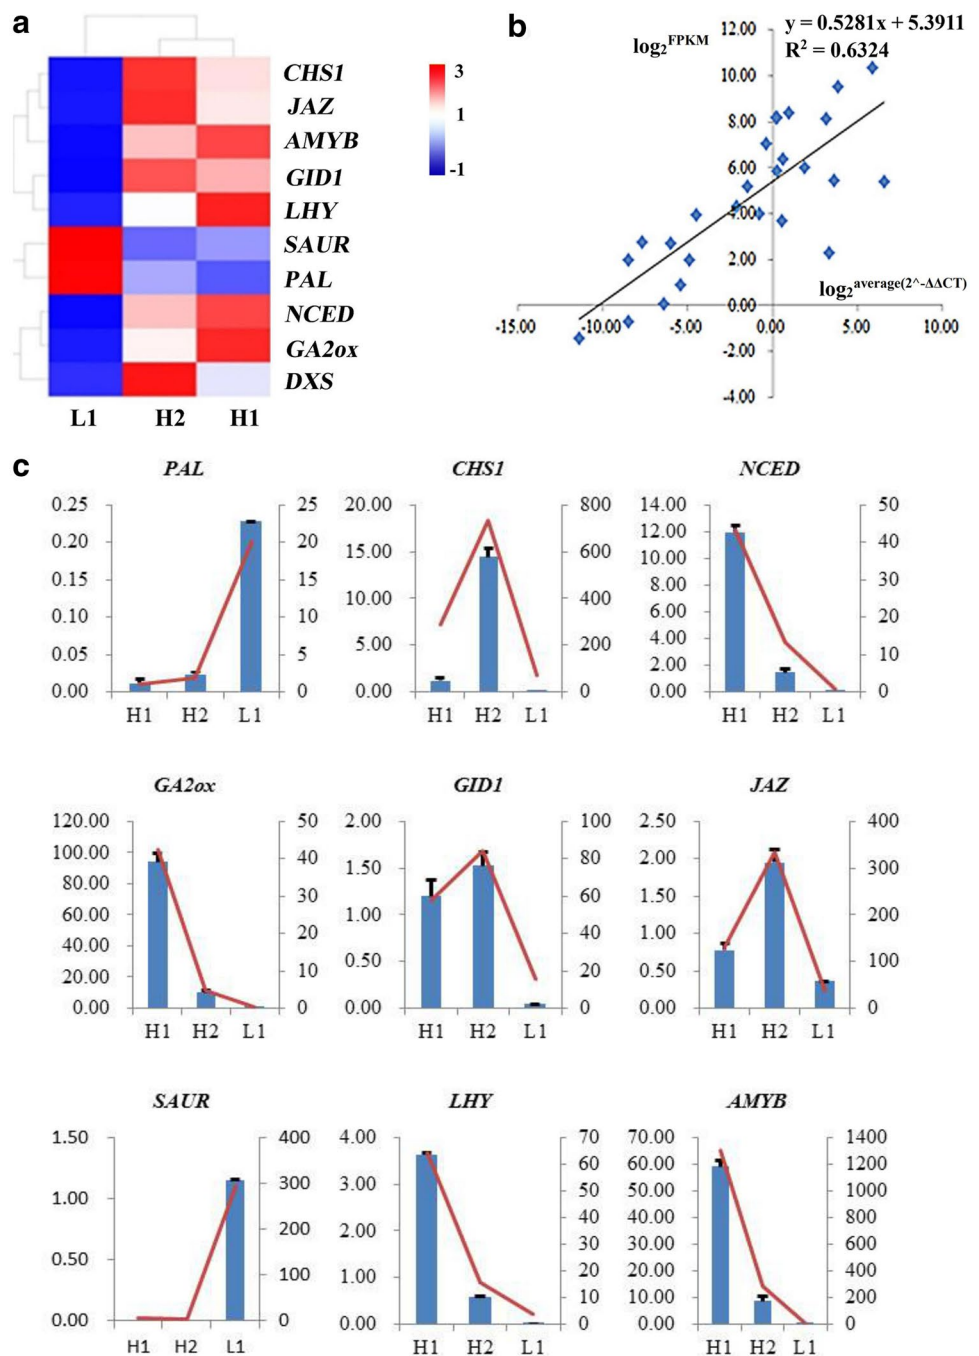 a
CHS1
JAZ
AMYB
GID1
LHY
SAUR
PAL
NCED
GA2ox
DXS
L1 H2 H1
3
1
-1
b
y = 0.5281x + 5.3911
R² = 0.6324
log₂FPKM
12.00
10.00
8.00
6.00
4.00
2.00
0.00
-2.00
-4.00
log₂average(2^-ΔΔCT)
-15.00 -10.00 -5.00 0.00 5.00 10.00
c
PAL
0.25 25
0.20 20
0.15 15
0.10 10
0.05 5
0.00 0
H1 H2 L1
CHS1
20.00 800
15.00 600
10.00 400
5.00 200
0.00 0
H1 H2 L1
NCED
14.00 50
12.00 40
10.00
8.00 30
6.00 20
4.00
2.00 10
0.00 0
H1 H2 L1
GA2ox
120.00 50
100.00 40
80.00 30
60.00
40.00 20
20.00 10
0.00 0
H1 H2 L1
GID1
2.00 100
1.50 80
60
1.00 40
0.50 20
0.00 0
H1 H2 L1
JAZ
2.50 400
2.00 300
1.50
1.00 200
0.50 100
0.00 0
H1 H2 L1
SAUR
1.50 400
1.00 300
200
0.50 100
0.00 0
H1 H2 L1
LHY
4.00 70
60
3.00 50
2.00 40
30
1.00 20
10
0.00 0
H1 H2 L1
AMYB
70.00 1400
60.00 1200
50.00 1000
40.00 800
30.00 600
20.00 400
10.00 200
0.00 0
H1 H2 L1